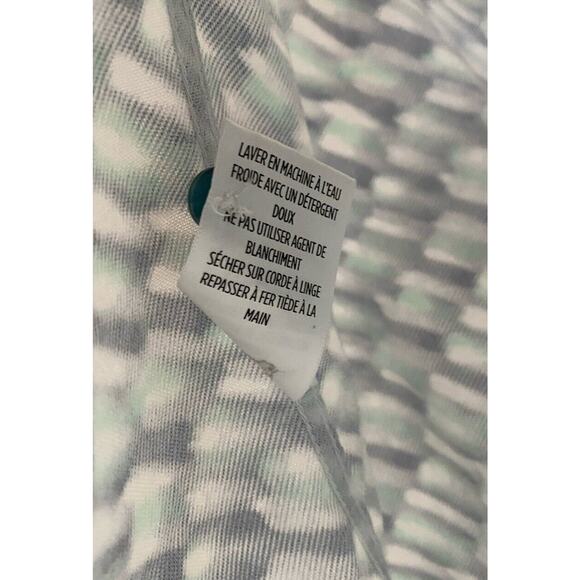 LAVER EN MACHINE À L'EAU
FROIDE AVEC UN DÉTERGENT
DOUX
NE PAS UTILISER AGENT DE
BLANCHIMENT
SÉCHER SUR CORDE À LINGE
REPASSER À FER TIÈDE À LA
MAIN